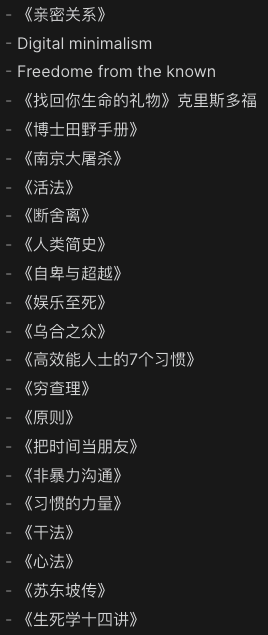 - 《亲密关系》
- Digital minimalism
- Freedome from the known
- 《找回你生命的礼物》克里斯多福
- 《博士田野手册》
- 《南京大屠杀》
- 《活法》
- 《断舍离》
- 《人类简史》
- 《自卑与超越》
- 《娱乐至死》
- 《乌合之众》
- 《高效能人士的7个习惯》
- 《穷查理》
- 《原则》
- 《把时间当朋友》
- 《非暴力沟通》
- 《习惯的力量》
- 《干法》
- 《心法》
- 《苏东坡传》
- 《生死学十四讲》